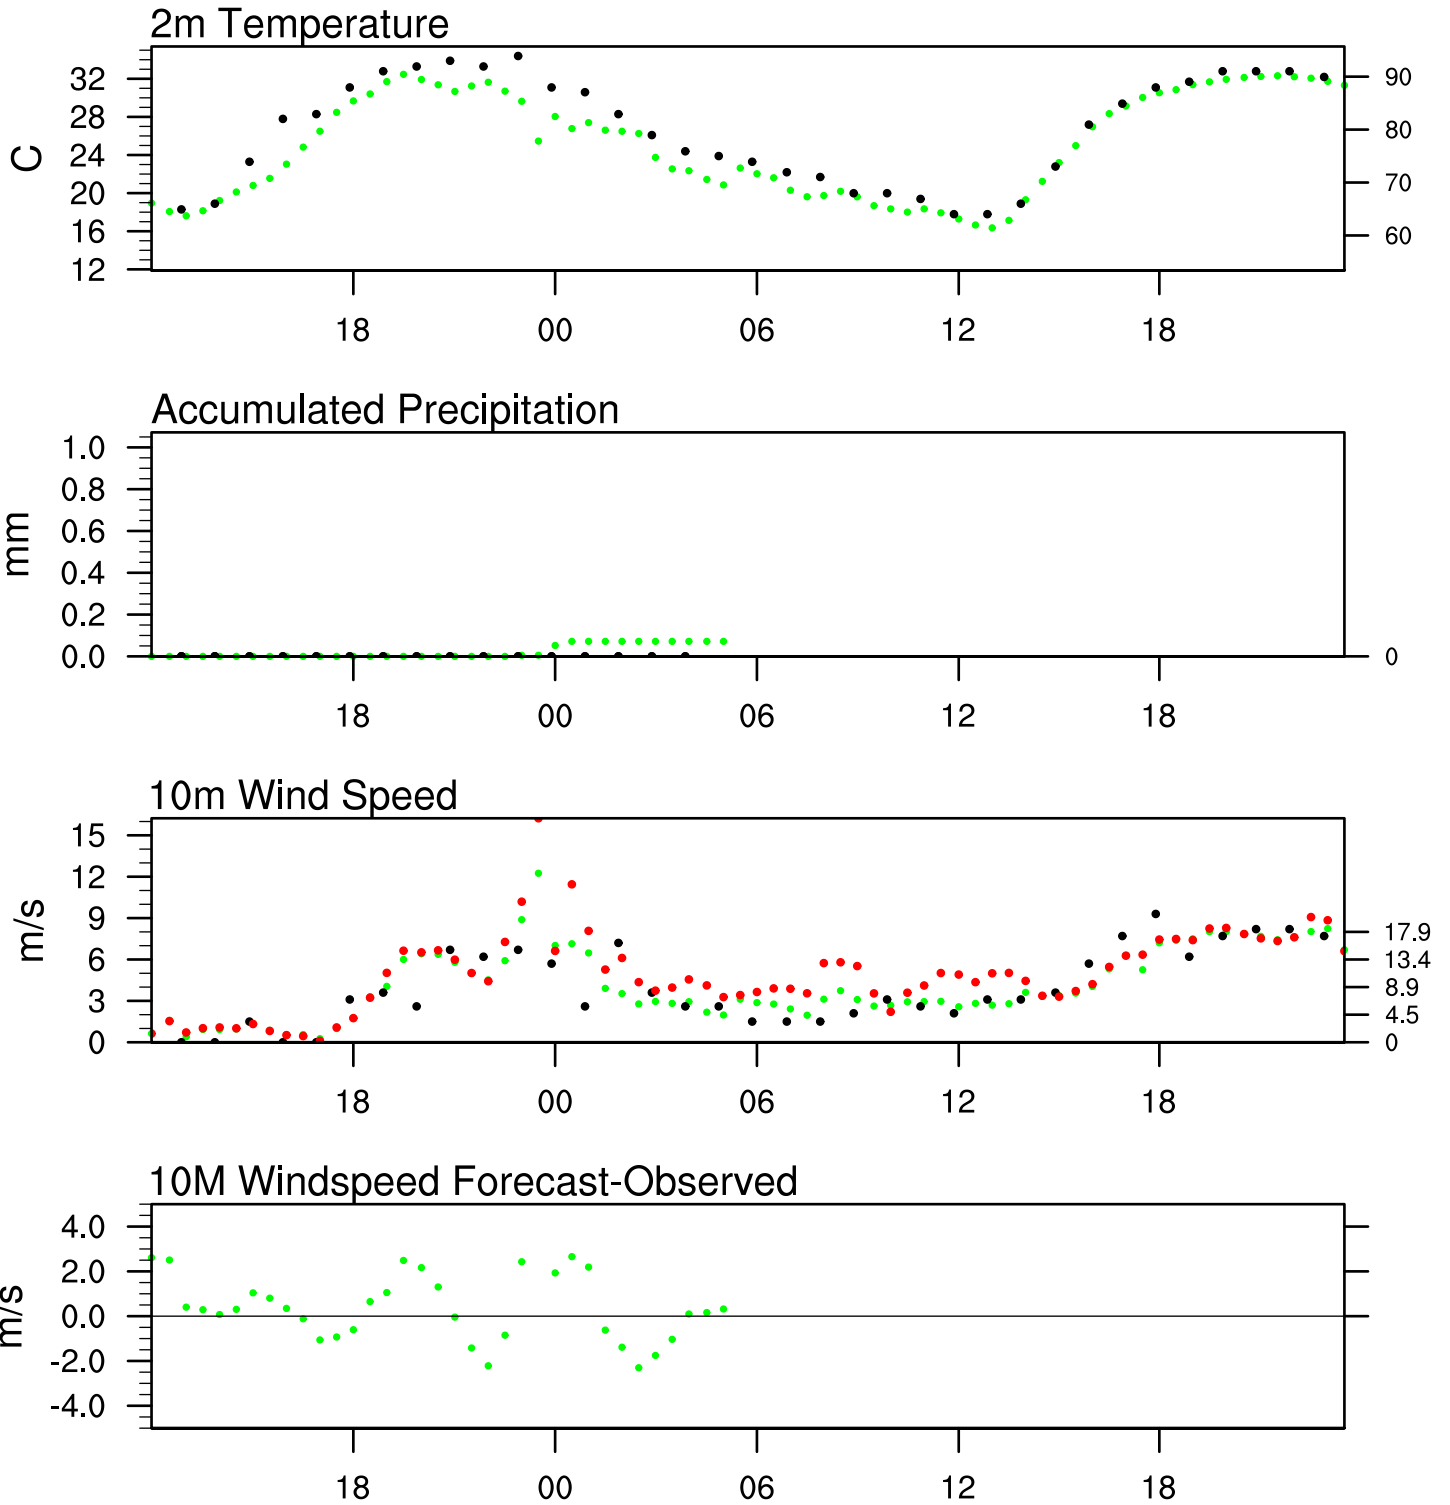 2m Temperature
C
32
28
24
20
16
12
90
80
70
60
18 00 06 12 18
Accumulated Precipitation
mm
1.0
0.8
0.6
0.4
0.2
0.0
0
18 00 06 12 18
10m Wind Speed
m/s
15
12
9
6
3
0
17.9
13.4
8.9
4.5
0
18 00 06 12 18
10M Windspeed Forecast-Observed
m/s
4.0
2.0
0.0
-2.0
-4.0
18 00 06 12 18